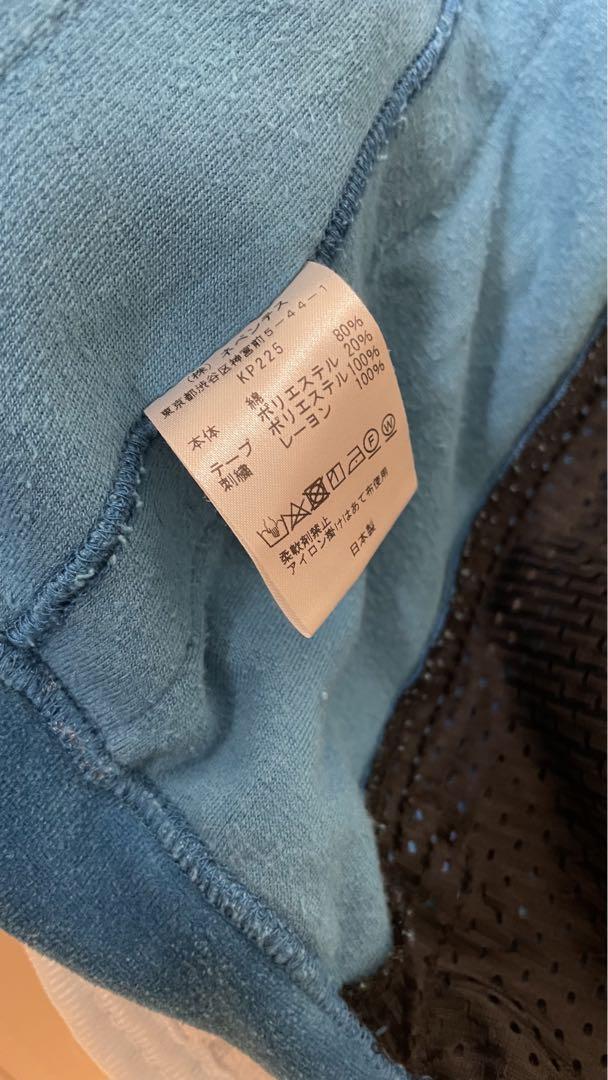 (株) ネペンテス
東京都渋谷区神宮前5-44-1
KP225
本体 綿 80%
ポリエステル 20%
テープ ポリエステル 100%
刺繍 レーヨン 100%
F W
柔軟剤禁止
アイロン掛けはあて布使用
日本製